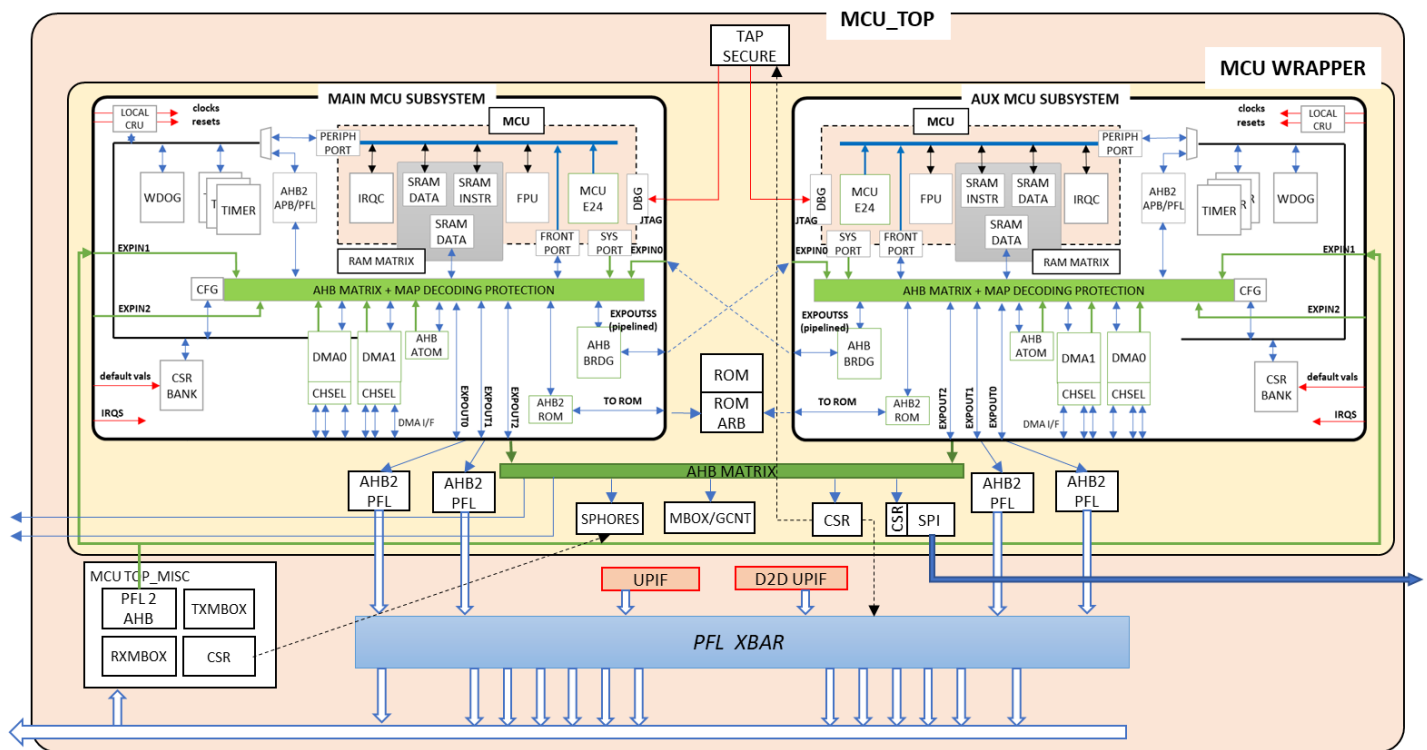 MCU_TOP
TAP
SECURE
MCU WRAPPER
MAIN MCU SUBSYSTEM
LOCAL
CRU
clocks
resets
MCU
PERIPH
PORT
WDOG
TIMER
AHB2
APB/PFL
IRQC
SRAM
DATA
SRAM
INSTR
FPU
MCU
E24
DBG
JTAG
SRAM
DATA
FRONT
PORT
SYS
PORT
RAM MATRIX
EXPIN1
EXPIN0
CFG
AHB MATRIX + MAP DECODING PROTECTION
EXPIN2
EXPOUTSS
(pipelined)
DMA0
DMA1
AHB
ATOM
AHB
BRDG
CHSEL
CHSEL
CSR
BANK
default vals
IRQS
DMA I/F
EXPOUT0
EXPOUT1
EXPOUT2
AHB2
ROM
TO ROM
AUX MCU SUBSYSTEM
clocks
resets
LOCAL
CRU
MCU
PERIPH
PORT
DBG
JTAG
MCU
E24
FPU
SRAM
INSTR
SRAM
DATA
IRQC
AHB2
APB/PFL
TIMER
WDOG
SRAM
DATA
SYS
PORT
FRONT
PORT
RAM MATRIX
EXPIN0
EXPIN1
AHB MATRIX + MAP DECODING PROTECTION
CFG
EXPIN2
EXPOUTSS
(pipelined)
AHB
BRDG
AHB
ATOM
DMA1
DMA0
CHSEL
CHSEL
CSR
BANK
default vals
IRQS
DMA I/F
EXPOUT2
EXPOUT1
EXPOUT0
TO ROM
AHB2
ROM
ROM
ROM
ARB
AHB MATRIX
AHB2
PFL
AHB2
PFL
SPHORES
MBOX/GCNT
CSR
CSR
SPI
AHB2
PFL
AHB2
PFL
MCU TOP_MISC
PFL 2
AHB
TXMBOX
RXMBOX
CSR
UPIF
D2D UPIF
PFL XBAR